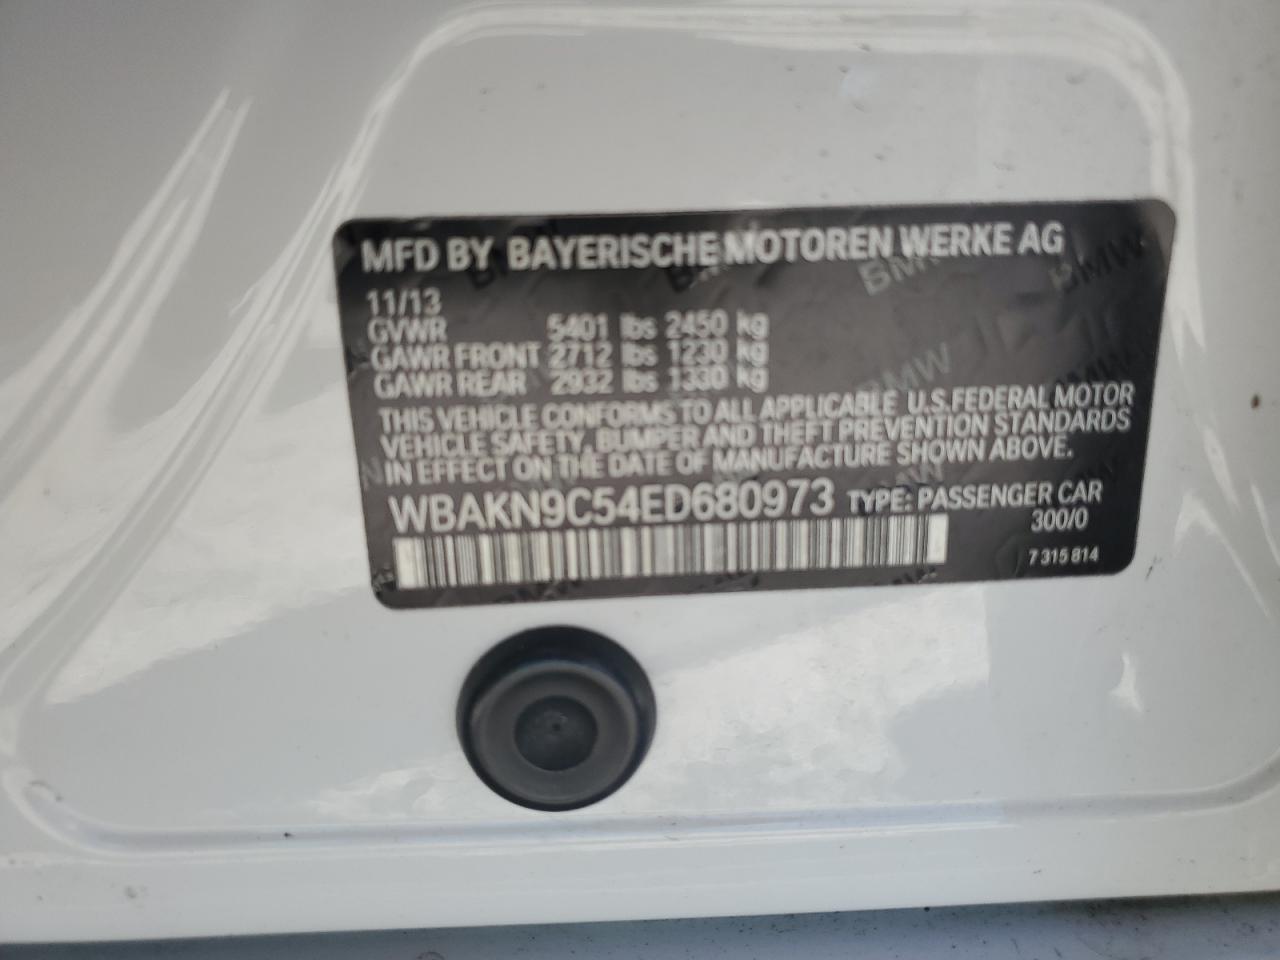 MFD BY BAYERISCHE MOTOREN WERKE AG
11/13
GVWR 5401 lbs 2450 kg
GAWR FRONT 2712 lbs 1230 kg
GAWR REAR 2932 lbs 1330 kg
THIS VEHICLE CONFORMS TO ALL APPLICABLE U.S.FEDERAL MOTOR
VEHICLE SAFETY, BUMPER AND THEFT PREVENTION STANDARDS
IN EFFECT ON THE DATE OF MANUFACTURE SHOWN ABOVE.
WBAKN9C54ED680973 TYPE: PASSENGER CAR
300/0
7 315 814